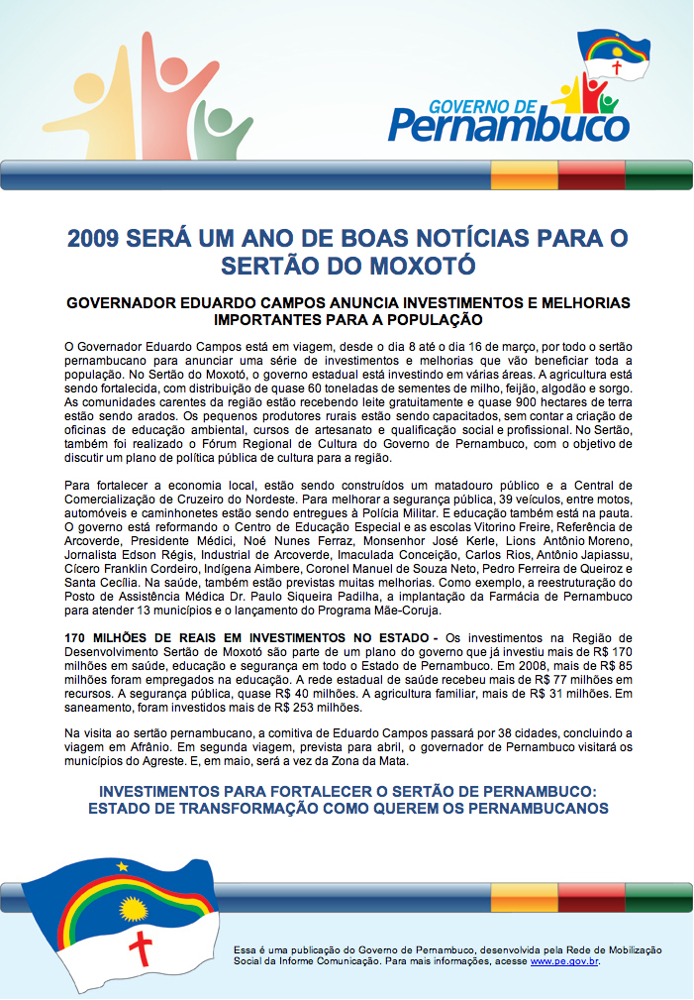 GOVERNO DE
Pernambuco
2009 SERÁ UM ANO DE BOAS NOTÍCIAS PARA O
SERTÃO DO MOXOTÓ
GOVERNADOR EDUARDO CAMPOS ANUNCIA INVESTIMENTOS E MELHORIAS
IMPORTANTES PARA A POPULAÇÃO
O Governador Eduardo Campos está em viagem, desde o dia 8 até o dia 16 de março, por todo o sertão
pernambucano para anunciar uma série de investimentos e melhorias que vão beneficiar toda a
população. No Sertão do Moxotó, o governo estadual está investindo em várias áreas. A agricultura está
sendo fortalecida, com distribuição de quase 60 toneladas de sementes de milho, feijão, algodão e sorgo.
As comunidades carentes da região estão recebendo leite gratuitamente e quase 900 hectares de terra
estão sendo arados. Os pequenos produtores rurais estão sendo capacitados, sem contar a criação de
oficinas de educação ambiental, cursos de artesanato e qualificação social e profissional. No Sertão,
também foi realizado o Fórum Regional de Cultura do Governo de Pernambuco, com o objetivo de
discutir um plano de política pública de cultura para a região.
Para fortalecer a economia local, estão sendo construídos um matadouro público e a Central de
Comercialização de Cruzeiro do Nordeste. Para melhorar a segurança pública, 39 veículos, entre motos,
automóveis e caminhonetes estão sendo entregues à Polícia Militar. E educação também está na pauta.
O governo está reformando o Centro de Educação Especial e as escolas Vitorino Freire, Referência de
Arcoverde, Presidente Médici, Noé Nunes Ferraz, Monsenhor José Kerle, Lions Antônio Moreno,
Jornalista Edson Régis, Industrial de Arcoverde, Imaculada Conceição, Carlos Rios, Antônio Japiassu,
Cícero Franklin Cordeiro, Indígena Aimbere, Coronel Manuel de Souza Neto, Pedro Ferreira de Queiroz e
Santa Cecília. Na saúde, também estão previstas muitas melhorias. Como exemplo, a reestruturação do
Posto de Assistência Médica Dr. Paulo Siqueira Padilha, a implantação da Farmácia de Pernambuco
para atender 13 municípios e o lançamento do Programa Mãe-Coruja.
170 MILHÕES DE REAIS EM INVESTIMENTOS NO ESTADO - Os investimentos na Região de
Desenvolvimento Sertão de Moxotó são parte de um plano do governo que já investiu mais de R$ 170
milhões em saúde, educação e segurança em todo o Estado de Pernambuco. Em 2008, mais de R$ 85
milhões foram empregados na educação. A rede estadual de saúde recebeu mais de R$ 77 milhões em
recursos. A segurança pública, quase R$ 40 milhões. A agricultura familiar, mais de R$ 31 milhões. Em
saneamento, foram investidos mais de R$ 253 milhões.
Na visita ao sertão pernambucano, a comitiva de Eduardo Campos passará por 38 cidades, concluindo a
viagem em Afrânio. Em segunda viagem, prevista para abril, o governador de Pernambuco visitará os
municípios do Agreste. E, em maio, será a vez da Zona da Mata.
INVESTIMENTOS PARA FORTALECER O SERTÃO DE PERNAMBUCO:
ESTADO DE TRANSFORMAÇÃO COMO QUEREM OS PERNAMBUCANOS
Essa é uma publicação do Governo de Pernambuco, desenvolvida pela Rede de Mobilização
Social da Informe Comunicação. Para mais informações, acesse www.pe.gov.br.